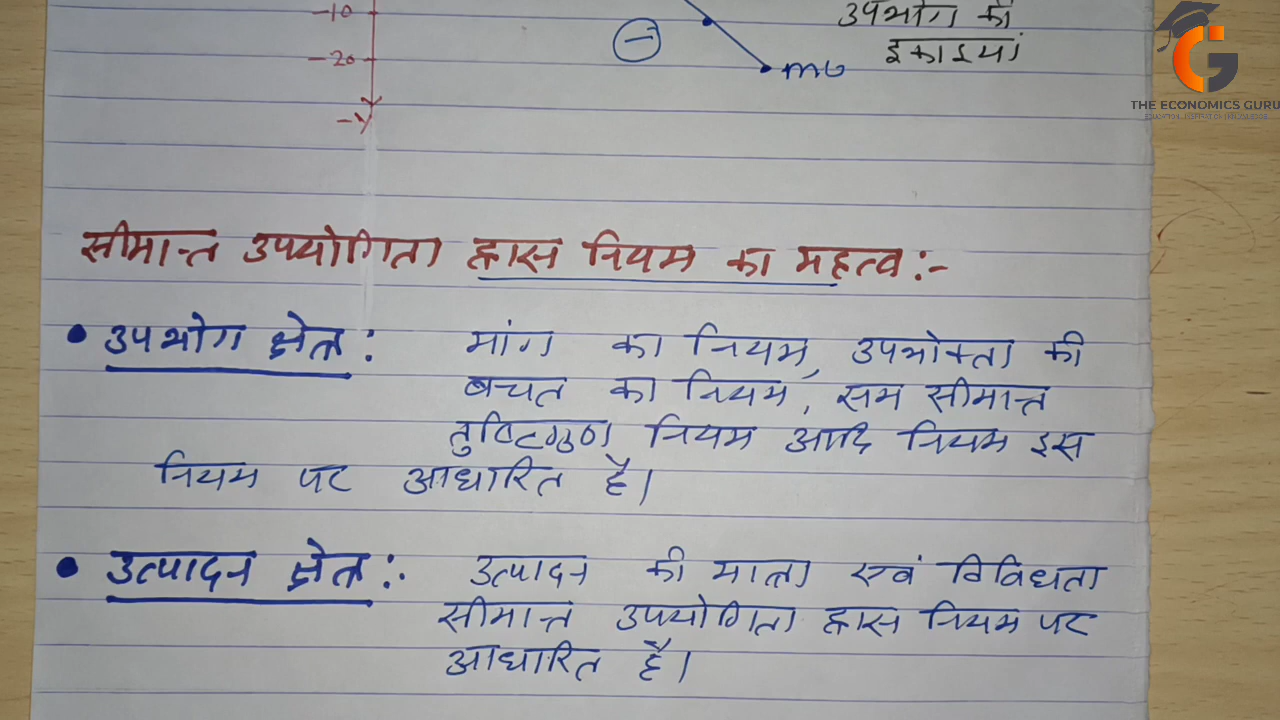 -10
-20
-Y
−
MU
उपभोग की
इकाइयां
THE ECONOMICS GURU
सीमान्त उपयोगिता ह्रास नियम का महत्व :-
• उपभोग क्षेत्र : मांग का नियम, उपभोक्ता की
बचत का नियम, सम सीमान्त
तुष्टिगुण नियम आदि नियम इस
नियम पर आधारित है।
• उत्पादन क्षेत्र :. उत्पादन की मात्रा एवं विविधता
सीमान्त उपयोगिता ह्रास नियम पर
आधारित है।